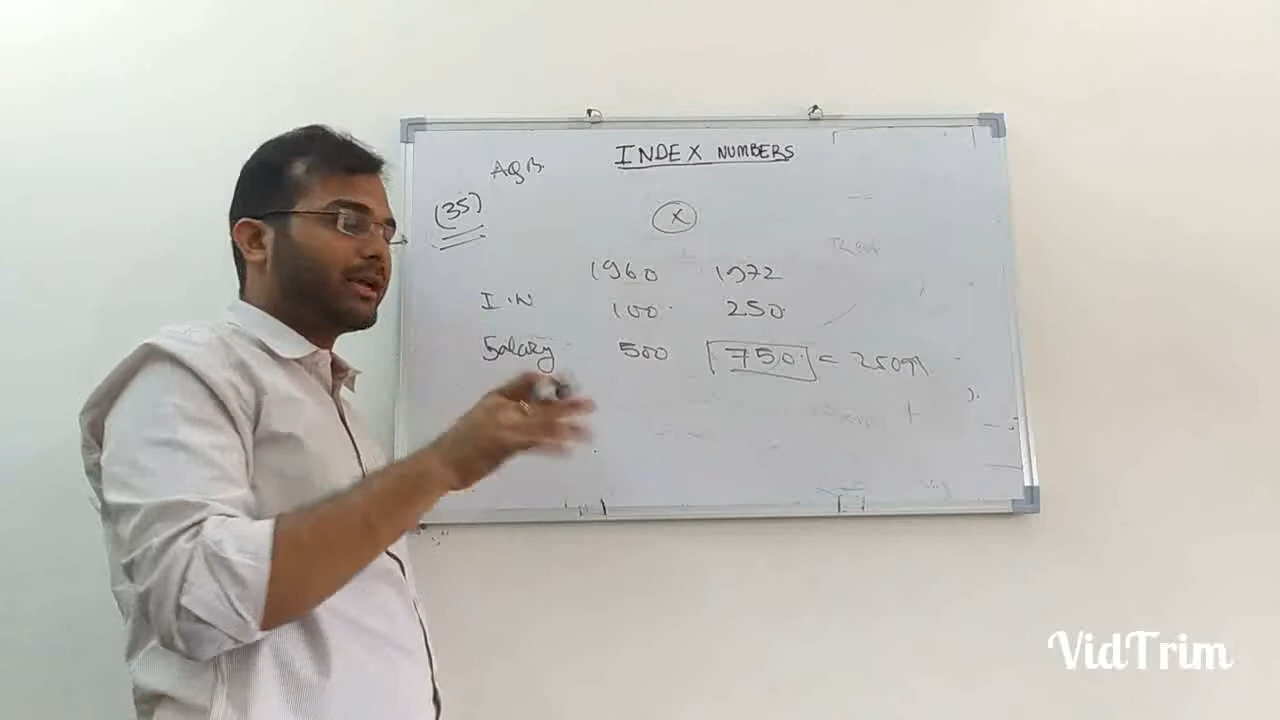 INDEX NUMBERS
AQB.
(35)
X
1960 1972
I.N 100 250
Salary 500 750 =
VidTrim